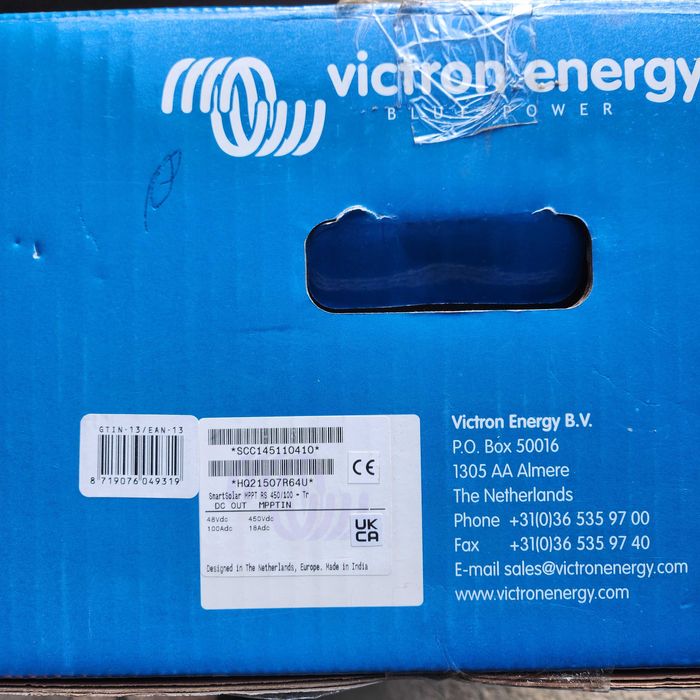 victron energy
BLUE POWER
GTIN-13/EAN-13
8 719076 049319
*SCC145110410*
*HQ21507R64U*
SmartSolar MPPT RS 450/100 - Tr
DC OUT MPPTIN
48Vdc 450Vdc
100Adc 18Adc
Designed in The Netherlands, Europe. Made in India
CE
UK
CA
Victron Energy B.V.
P.O. Box 50016
1305 AA Almere
The Netherlands
Phone +31(0)36 535 97 00
Fax +31(0)36 535 97 40
E-mail sales@victronenergy.com
www.victronenergy.com